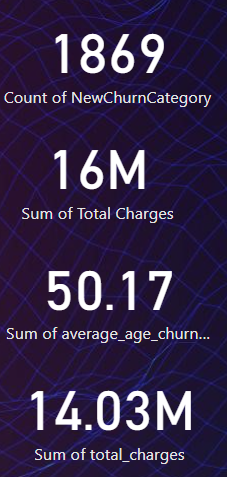 1869
Count of NewChurnCategory
16M
Sum of Total Charges
50.17
Sum of average_age_churn...
14.03M
Sum of total_charges